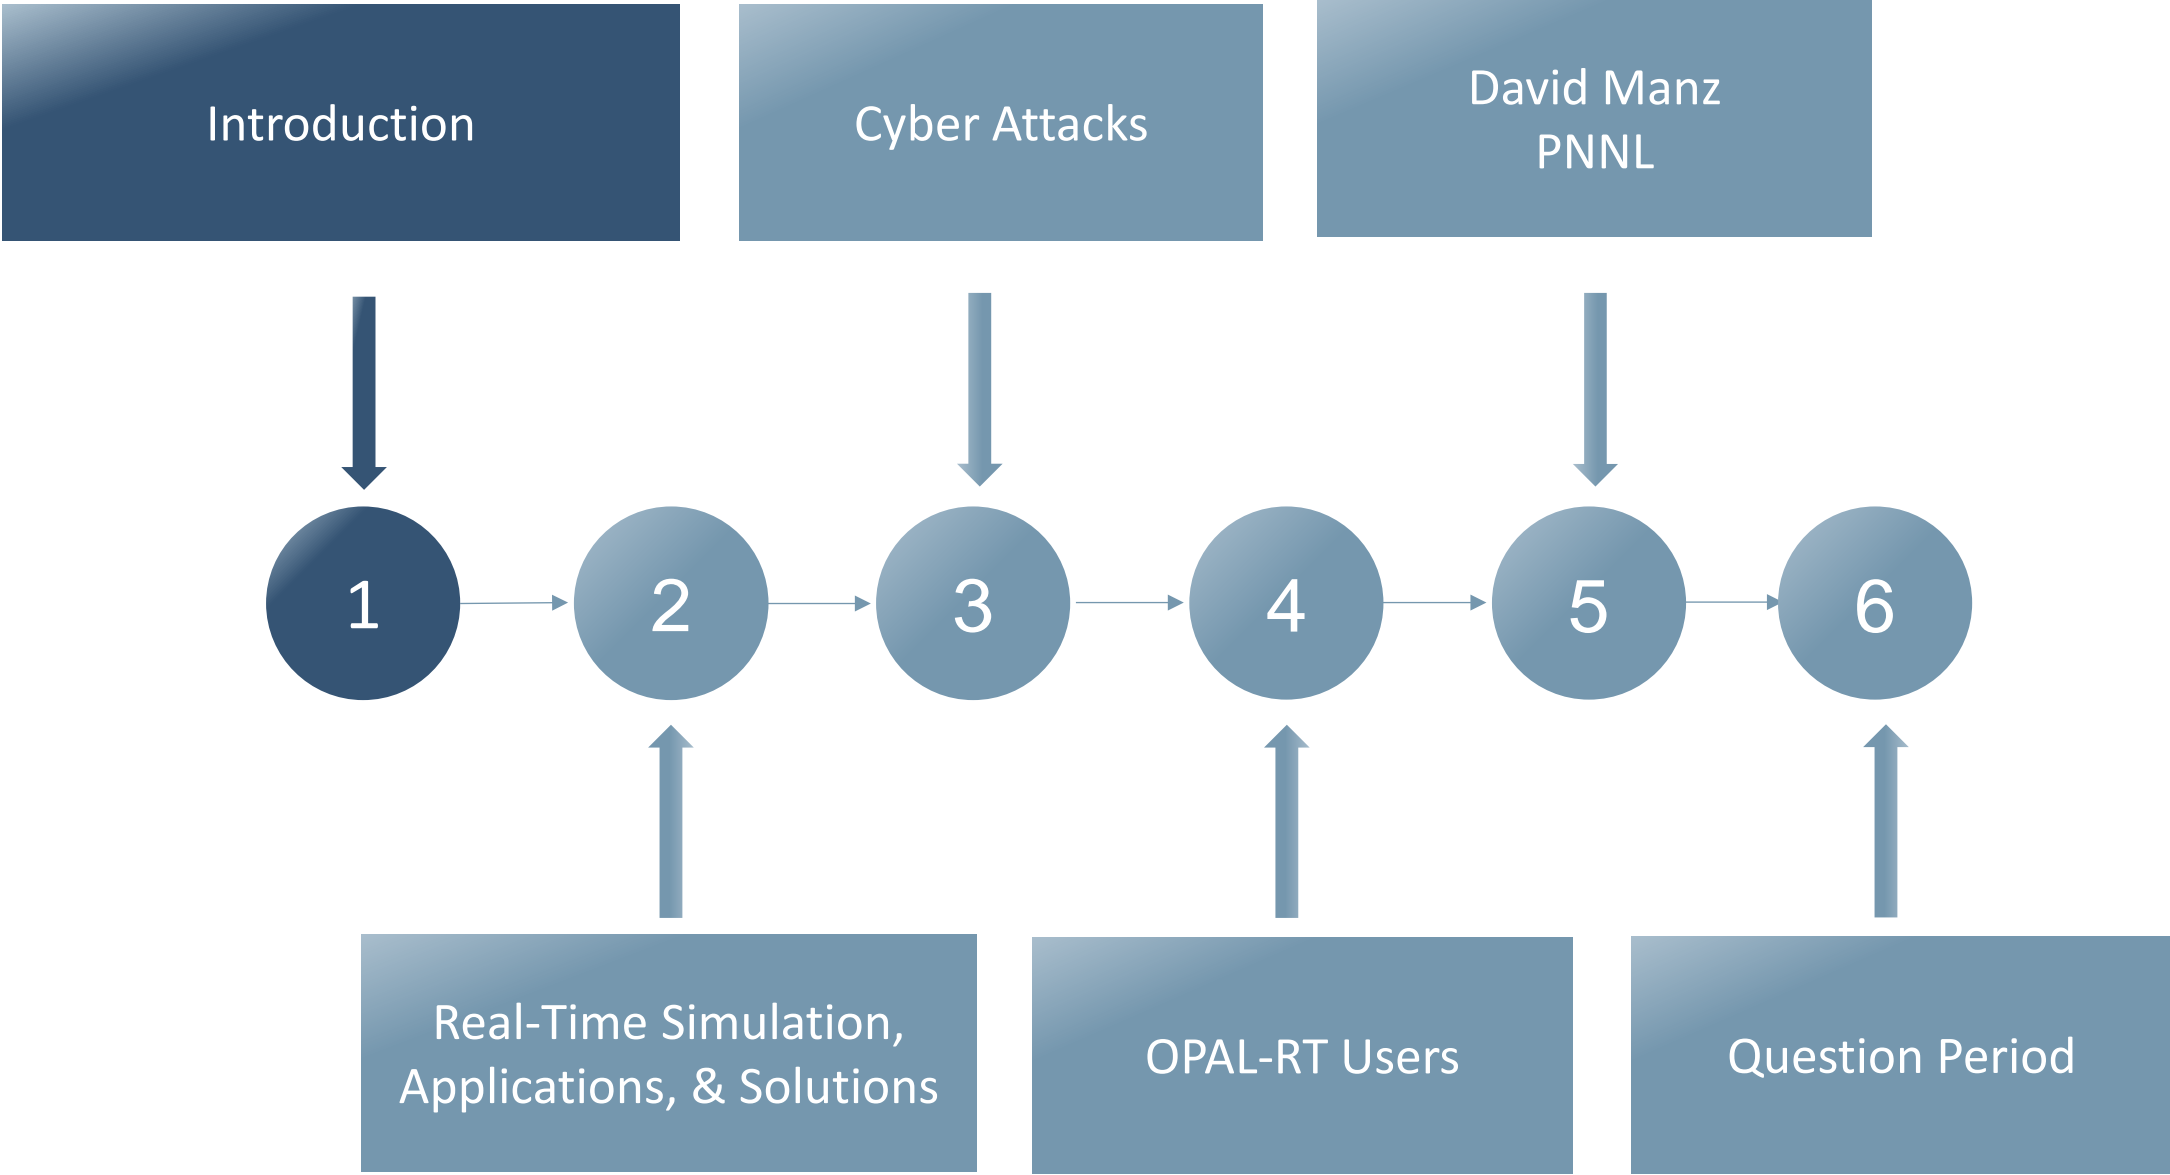 Introduction
Cyber Attacks
David Manz
PNNL
1
2
3
4
5
6
Real-Time Simulation,
Applications, & Solutions
OPAL-RT Users
Question Period